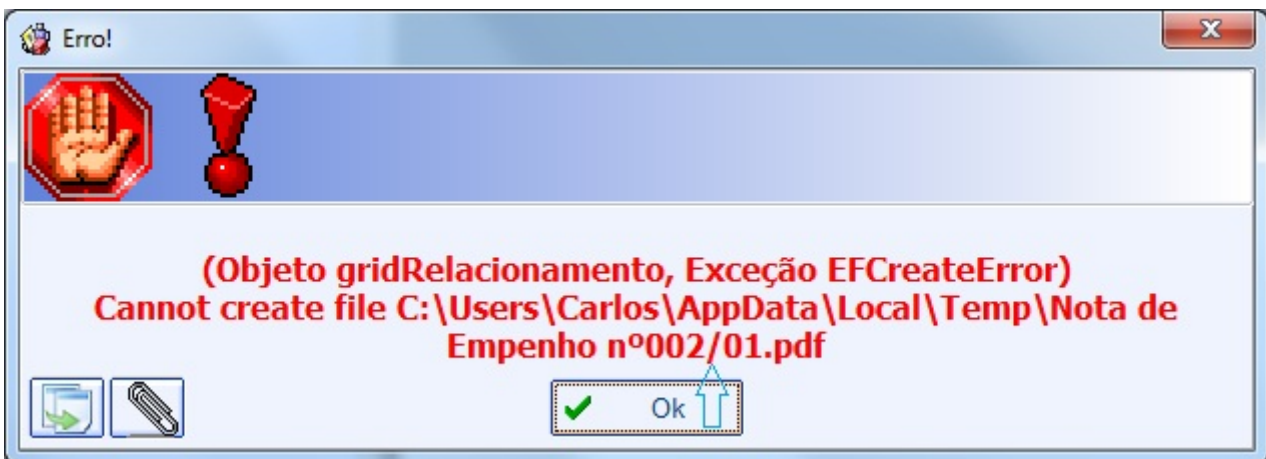 Erro!
(Objeto gridRelacionamento, Exceção EFCreateError)
Cannot create file C:\Users\Carlos\AppData\Local\Temp\Nota de
Empenho nº002/01.pdf
Ok